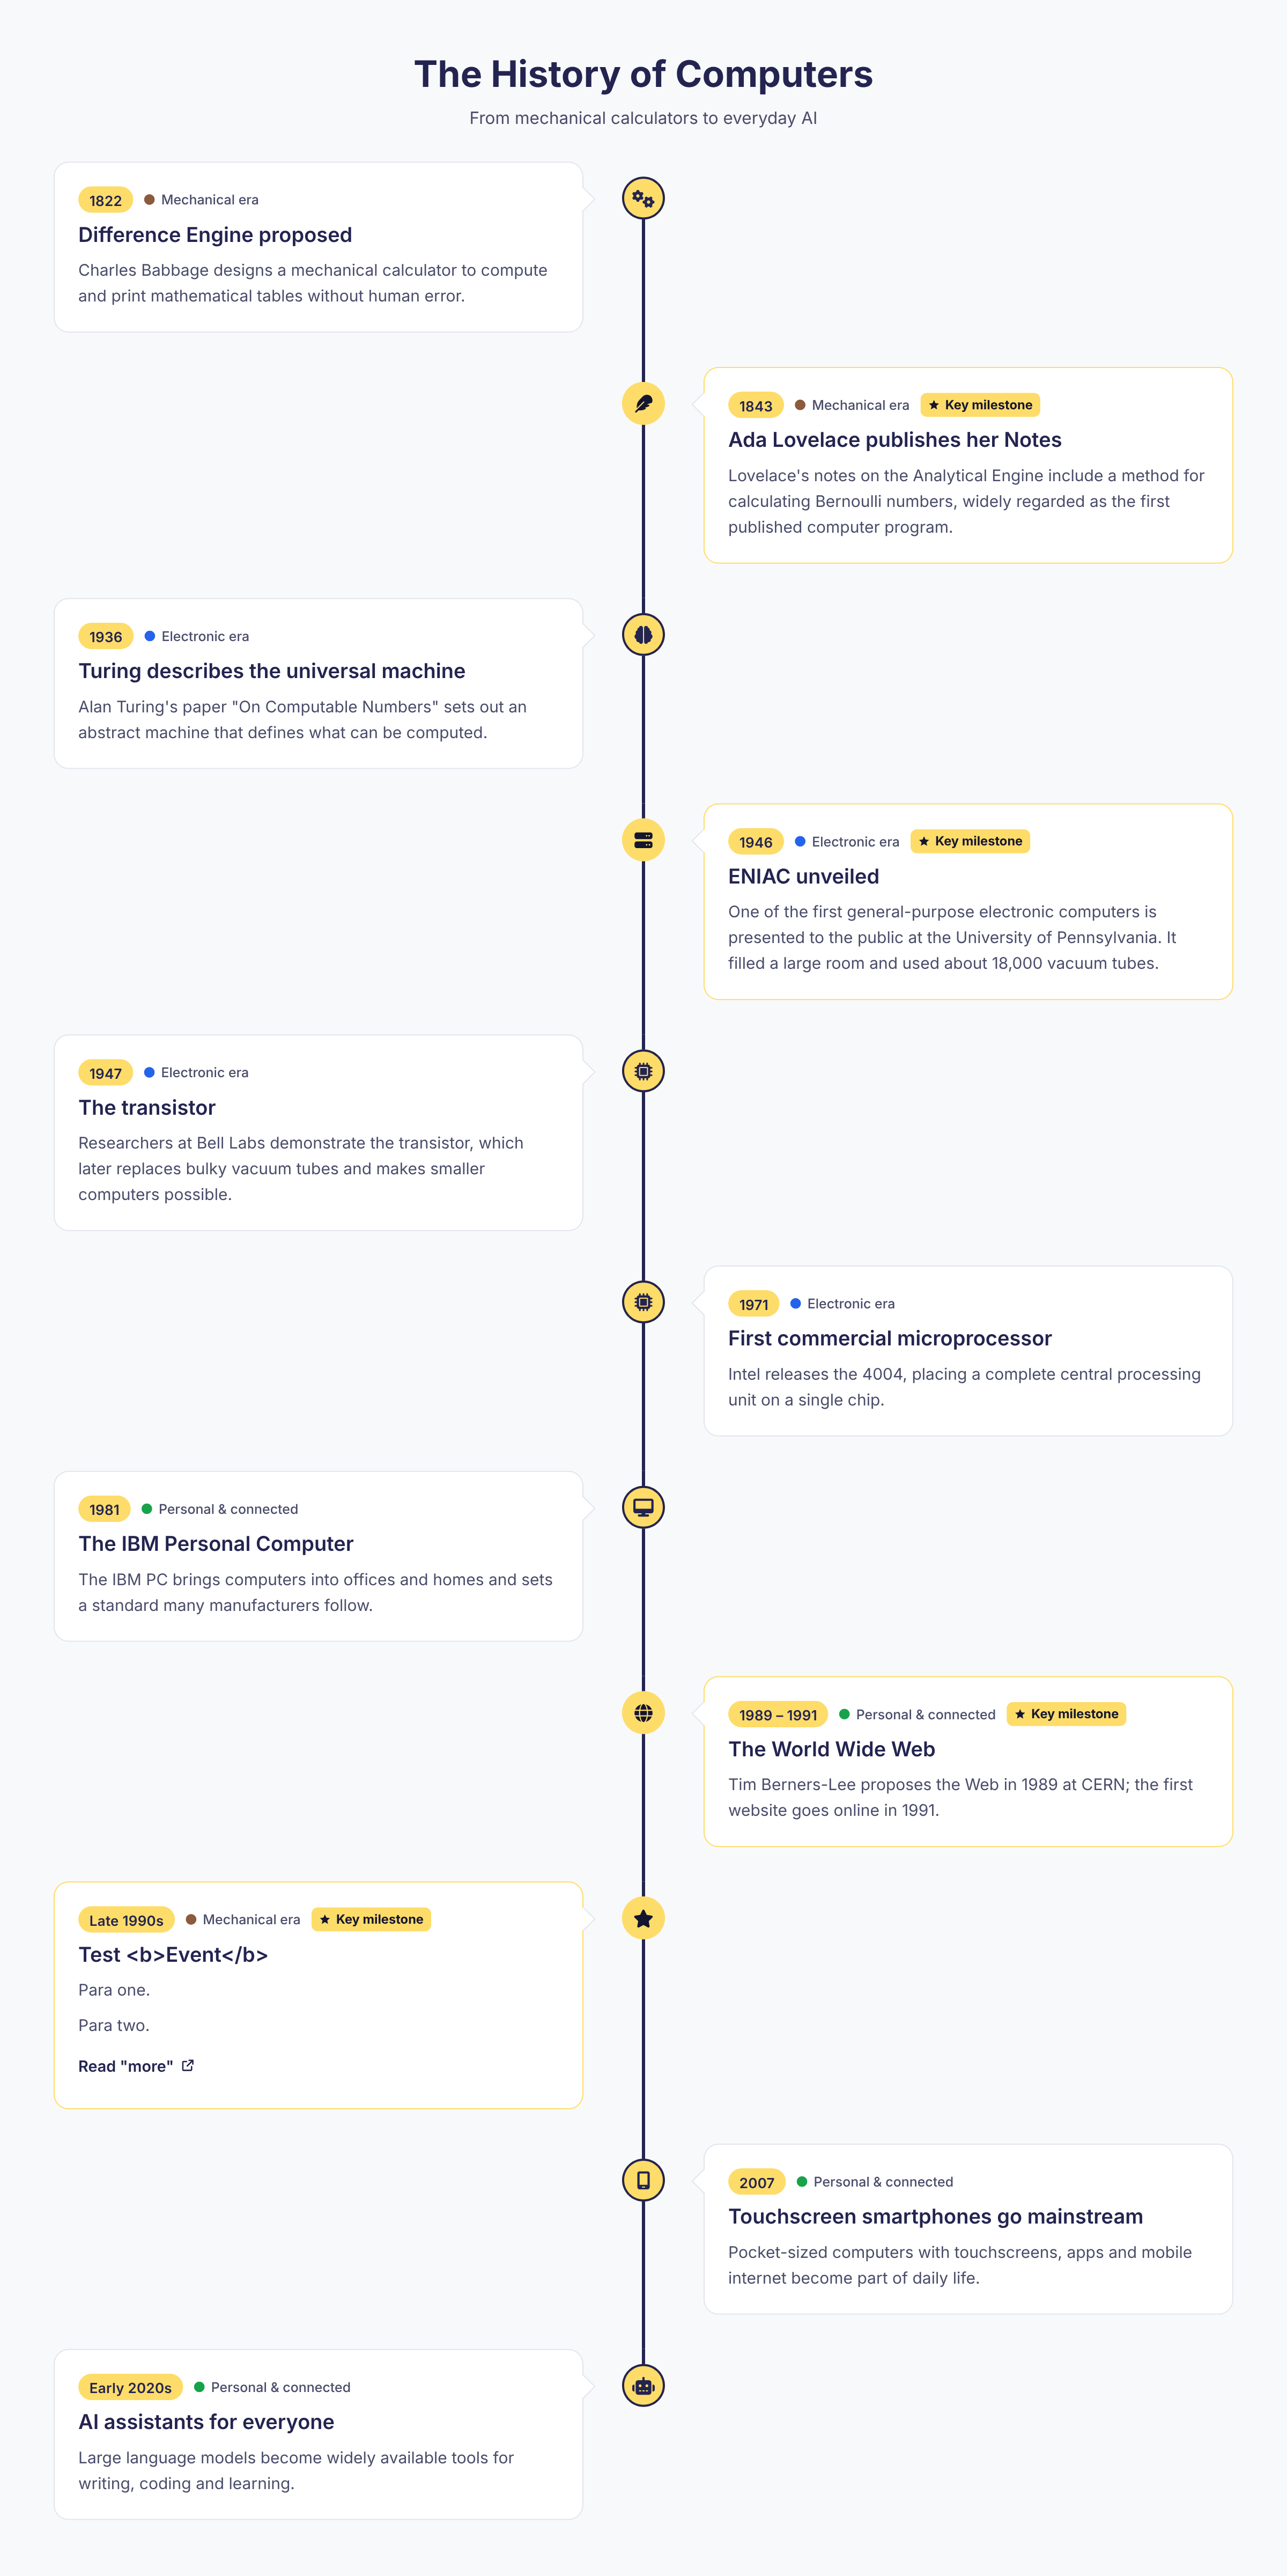 The History of Computers
From mechanical calculators to everyday AI
1822 Mechanical era
Difference Engine proposed
Charles Babbage designs a mechanical calculator to compute
and print mathematical tables without human error.
1843 Mechanical era Key milestone
Ada Lovelace publishes her Notes
Lovelace's notes on the Analytical Engine include a method for
calculating Bernoulli numbers, widely regarded as the first
published computer program.
1936 Electronic era
Turing describes the universal machine
Alan Turing's paper "On Computable Numbers" sets out an
abstract machine that defines what can be computed.
1946 Electronic era Key milestone
ENIAC unveiled
One of the first general-purpose electronic computers is
presented to the public at the University of Pennsylvania. It
filled a large room and used about 18,000 vacuum tubes.
1947 Electronic era
The transistor
Researchers at Bell Labs demonstrate the transistor, which
later replaces bulky vacuum tubes and makes smaller
computers possible.
1971 Electronic era
First commercial microprocessor
Intel releases the 4004, placing a complete central processing
unit on a single chip.
1981 Personal & connected
The IBM Personal Computer
The IBM PC brings computers into offices and homes and sets
a standard many manufacturers follow.
1989 – 1991 Personal & connected Key milestone
The World Wide Web
Tim Berners-Lee proposes the Web in 1989 at CERN; the first
website goes online in 1991.
Late 1990s Mechanical era Key milestone
Test <b>Event</b>
Para one.
Para two.
Read "more"
2007 Personal & connected
Touchscreen smartphones go mainstream
Pocket-sized computers with touchscreens, apps and mobile
internet become part of daily life.
Early 2020s Personal & connected
AI assistants for everyone
Large language models become widely available tools for
writing, coding and learning.